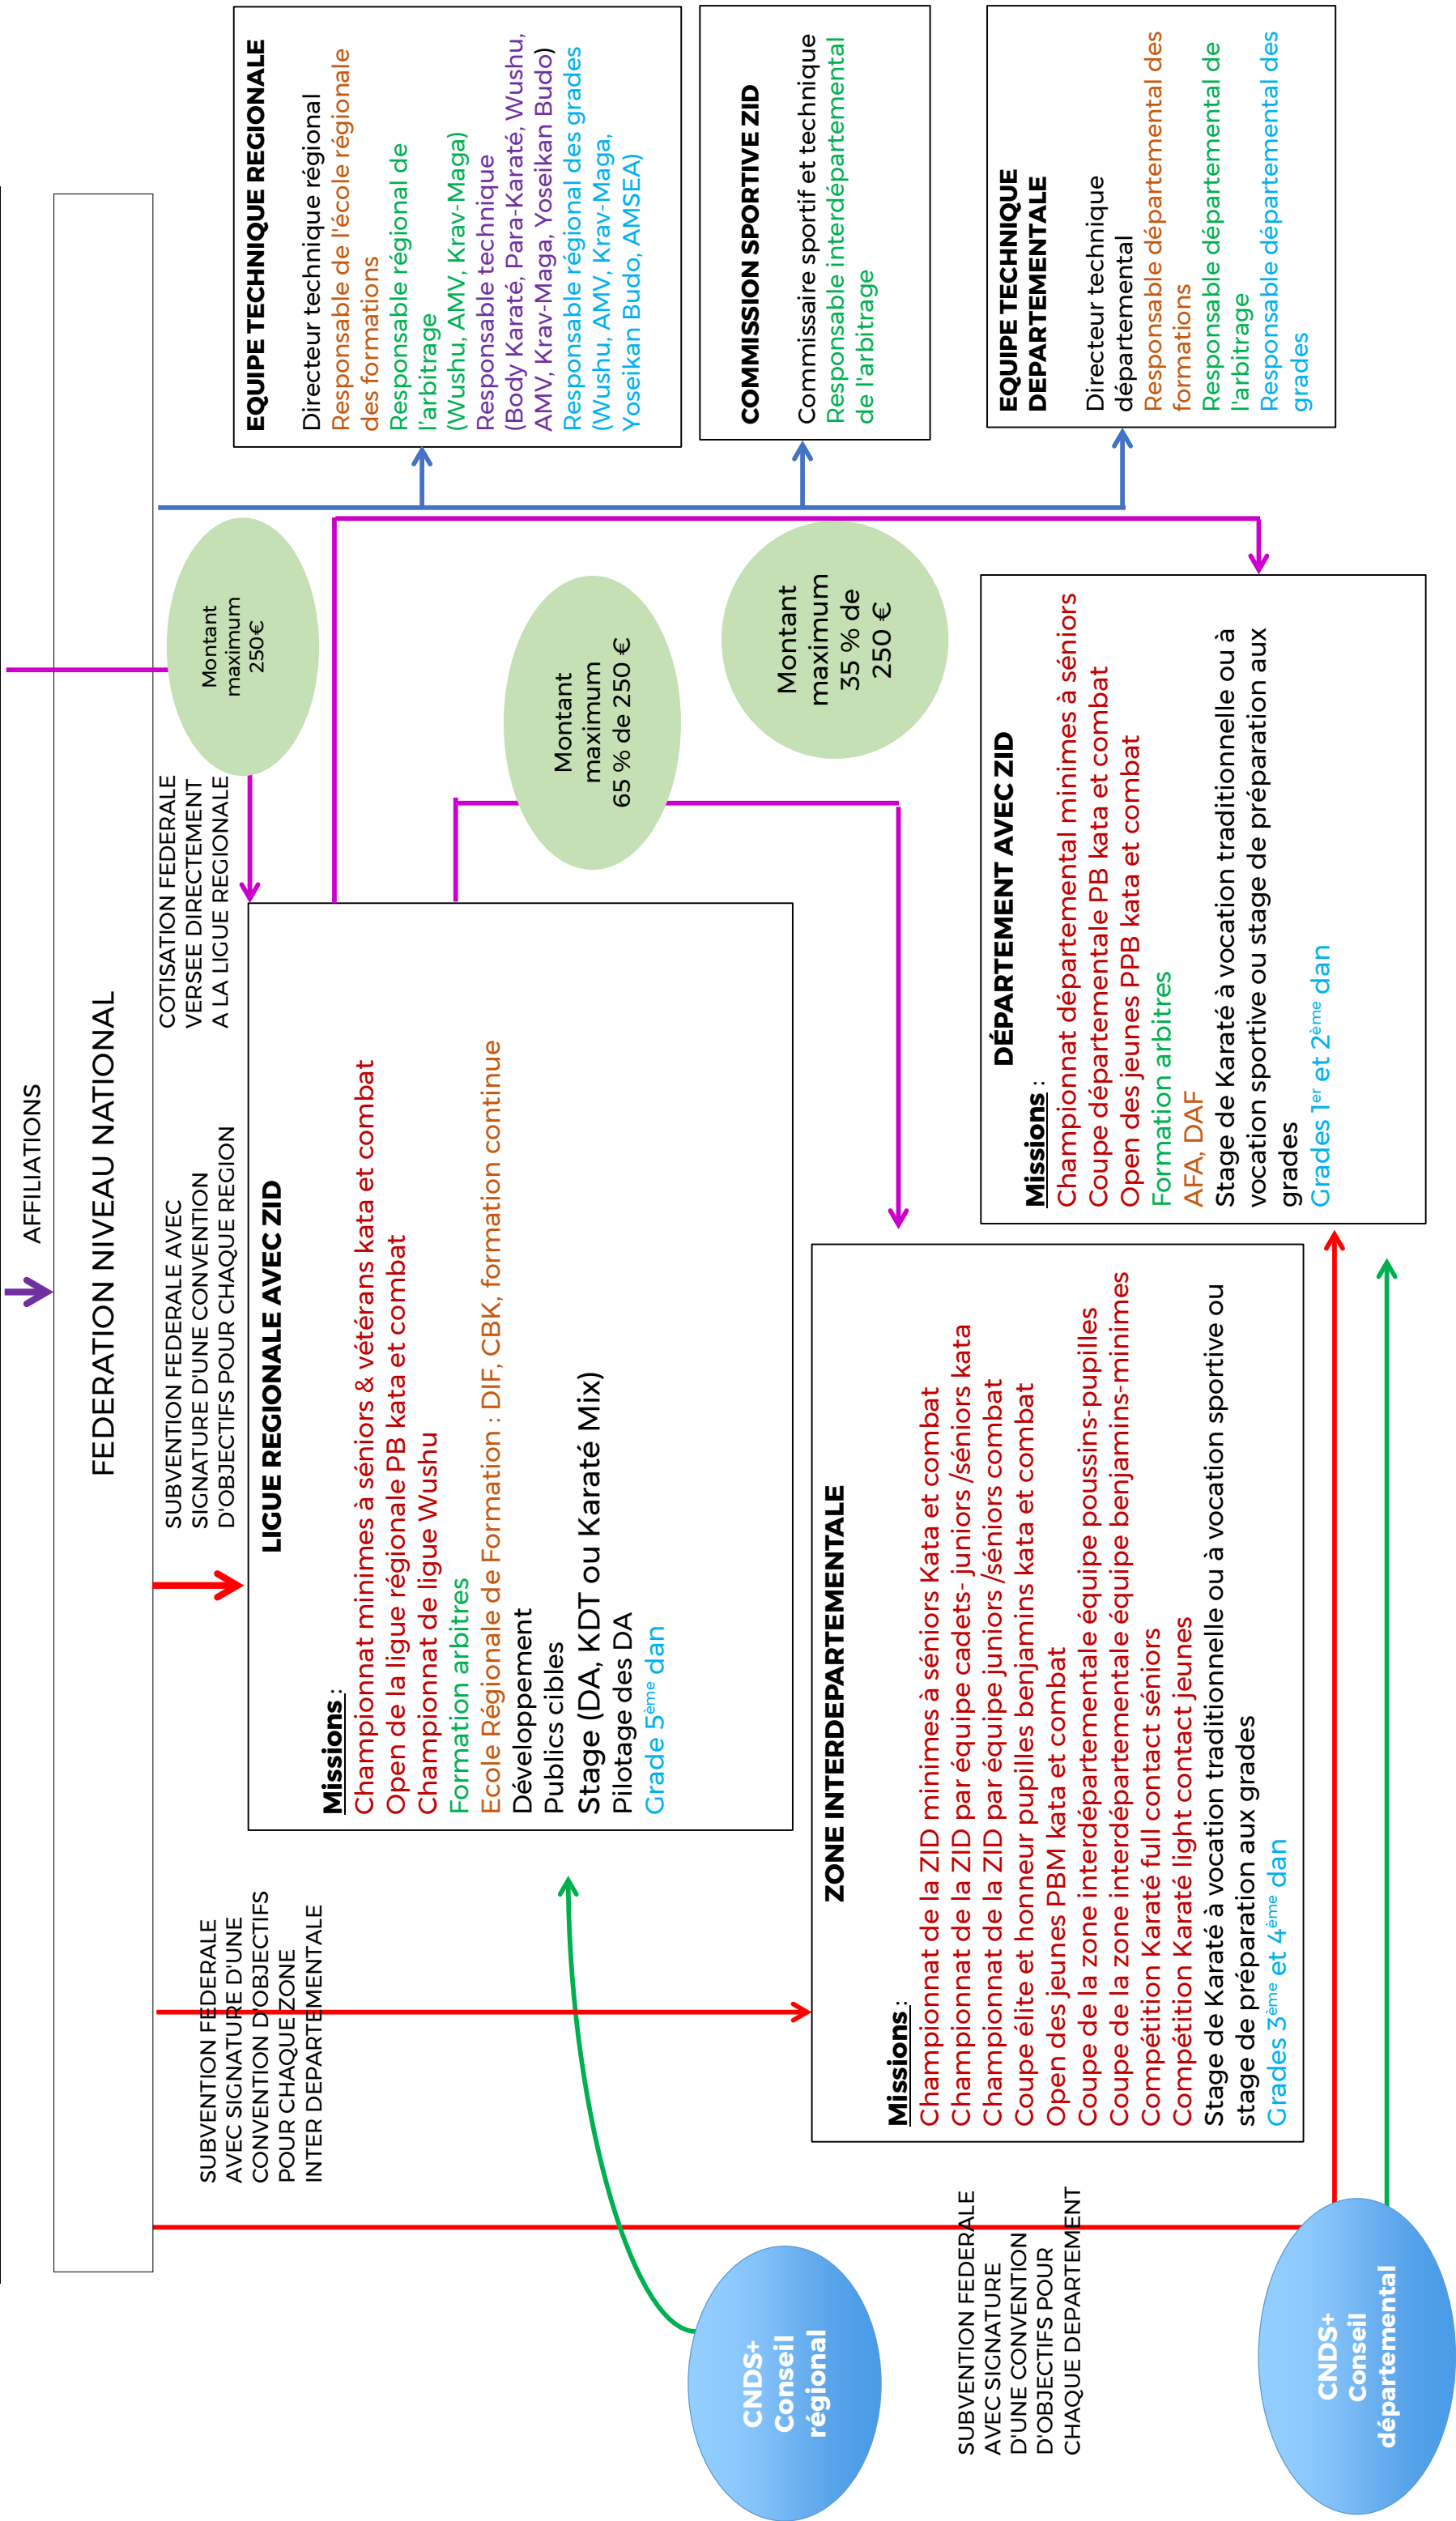 AFFILIATIONS
FEDERATION NIVEAU NATIONAL
SUBVENTION FEDERALE
AVEC SIGNATURE D'UNE
CONVENTION D'OBJECTIFS
POUR CHAQUE ZONE
INTER DEPARTEMENTALE
SUBVENTION FEDERALE AVEC
SIGNATURE D'UNE CONVENTION
D'OBJECTIFS POUR CHAQUE REGION
COTISATION FEDERALE
VERSEE DIRECTEMENT
A LA LIGUE REGIONALE
Montant
maximum
250€
LIGUE REGIONALE AVEC ZID
Missions :
Championnat minimes à séniors & vétérans kata et combat
Open de la ligue régionale PB kata et combat
Championnat de ligue Wushu
Formation arbitres
Ecole Régionale de Formation : DIF, CBK, formation continue
Développement
Publics cibles
Stage (DA, KDT ou Karaté Mix)
Pilotage des DA
Grade 5ème dan
Montant
maximum
65 % de 250 €
Montant
maximum
35 % de
250 €
EQUIPE TECHNIQUE REGIONALE
Directeur technique régional
Responsable de l'école régionale
des formations
Responsable régional de
l'arbitrage
(Wushu, AMV, Krav-Maga)
Responsable technique
(Body Karaté, Para-Karaté, Wushu,
AMV, Krav-Maga, Yoseikan Budo)
Responsable régional des grades
(Wushu, AMV, Krav-Maga,
Yoseikan Budo, AMSEA)
COMMISSION SPORTIVE ZID
Commissaire sportif et technique
Responsable interdépartemental
de l'arbitrage
EQUIPE TECHNIQUE
DEPARTEMENTALE
Directeur technique
départemental
Responsable départemental des
formations
Responsable départemental de
l'arbitrage
Responsable départemental des
grades
CNDS+
Conseil
régional
ZONE INTERDEPARTEMENTALE
Missions :
Championnat de la ZID minimes à séniors Kata et combat
Championnat de la ZID par équipe cadets- juniors /séniors kata
Championnat de la ZID par équipe juniors /séniors combat
Coupe élite et honneur pupilles benjamins kata et combat
Open des jeunes PBM kata et combat
Coupe de la zone interdépartementale équipe poussins-pupilles
Coupe de la zone interdépartementale équipe benjamins-minimes
Compétition Karaté full contact séniors
Compétition Karaté light contact jeunes
Stage de Karaté à vocation traditionnelle ou à vocation sportive ou
stage de préparation aux grades
Grades 3ème et 4ème dan
DÉPARTEMENT AVEC ZID
Missions :
Championnat départemental minimes à séniors
Coupe départementale PB kata et combat
Open des jeunes PPB kata et combat
Formation arbitres
AFA, DAF
Stage de Karaté à vocation traditionnelle ou à
vocation sportive ou stage de préparation aux
grades
Grades 1er et 2ème dan
SUBVENTION FEDERALE
AVEC SIGNATURE
D'UNE CONVENTION
D'OBJECTIFS POUR
CHAQUE DEPARTEMENT
CNDS+
Conseil
départemental